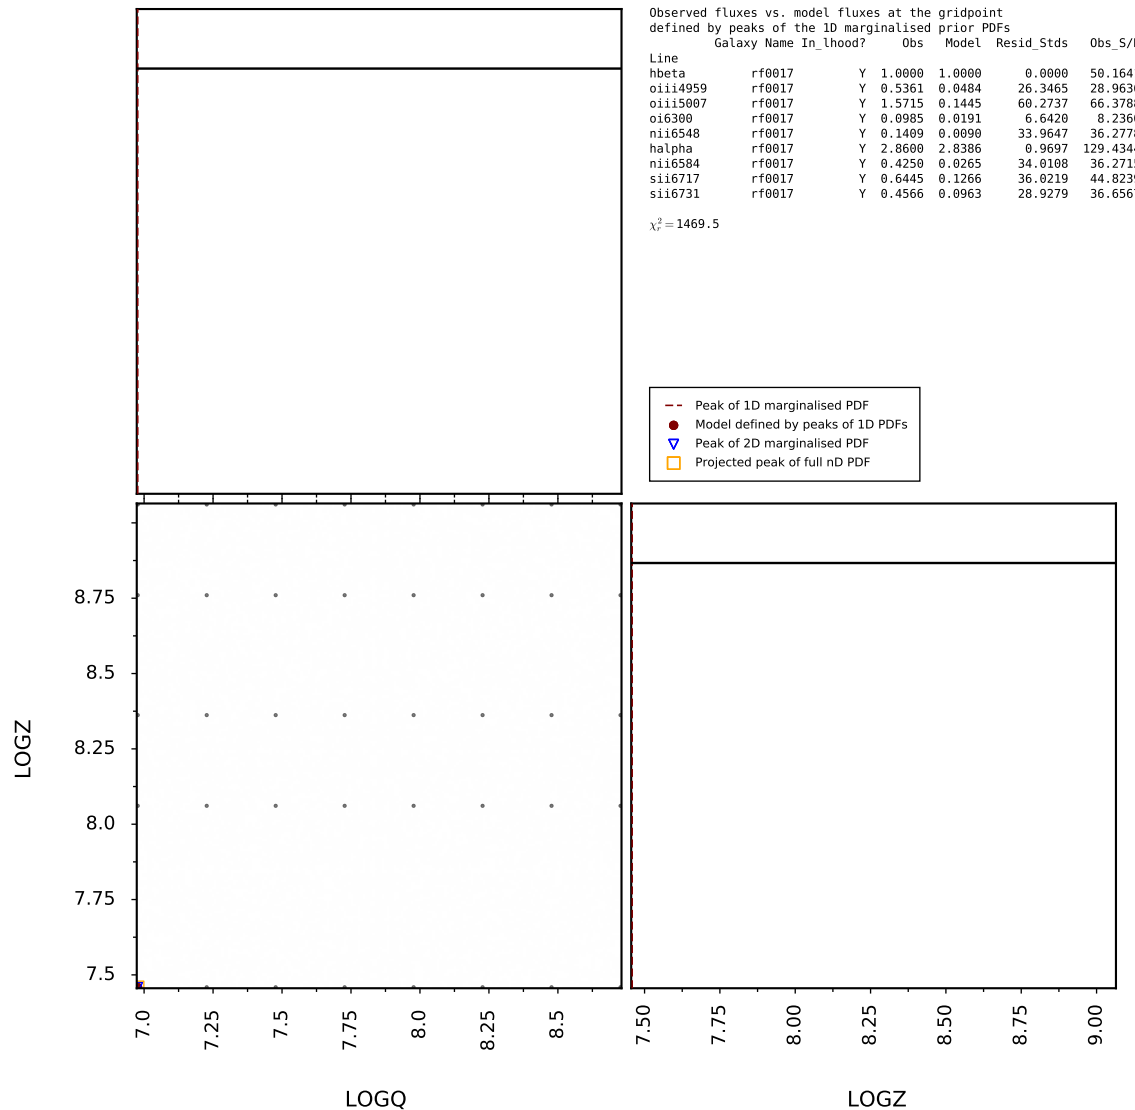 Observed fluxes vs. model fluxes at the gridpoint
defined by peaks of the 1D marginalised prior PDFs
Galaxy Name In_lhood? Obs Model Resid_Stds Obs_S/
Line
hbeta rf0017 Y 1.0000 1.0000 0.0000 50.164
oiii4959 rf0017 Y 0.5361 0.0484 26.3465 28.963
oiii5007 rf0017 Y 1.5715 0.1445 60.2737 66.378
oi6300 rf0017 Y 0.0985 0.0191 6.6420 8.236
nii6548 rf0017 Y 0.1409 0.0090 33.9647 36.277
halpha rf0017 Y 2.8600 2.8386 0.9697 129.434
nii6584 rf0017 Y 0.4250 0.0265 34.0108 36.271
sii6717 rf0017 Y 0.6445 0.1266 36.0219 44.823
sii6731 rf0017 Y 0.4566 0.0963 28.9279 36.656
χ²ᵣ = 1469.5
Peak of 1D marginalised PDF
Model defined by peaks of 1D PDFs
Peak of 2D marginalised PDF
Projected peak of full nD PDF
8.75
8.5
8.25
8.0
7.75
7.5
LOGZ
7.0 7.25 7.5 7.75 8.0 8.25 8.5
LOGQ
7.50 7.75 8.00 8.25 8.50 8.75 9.00
LOGZ